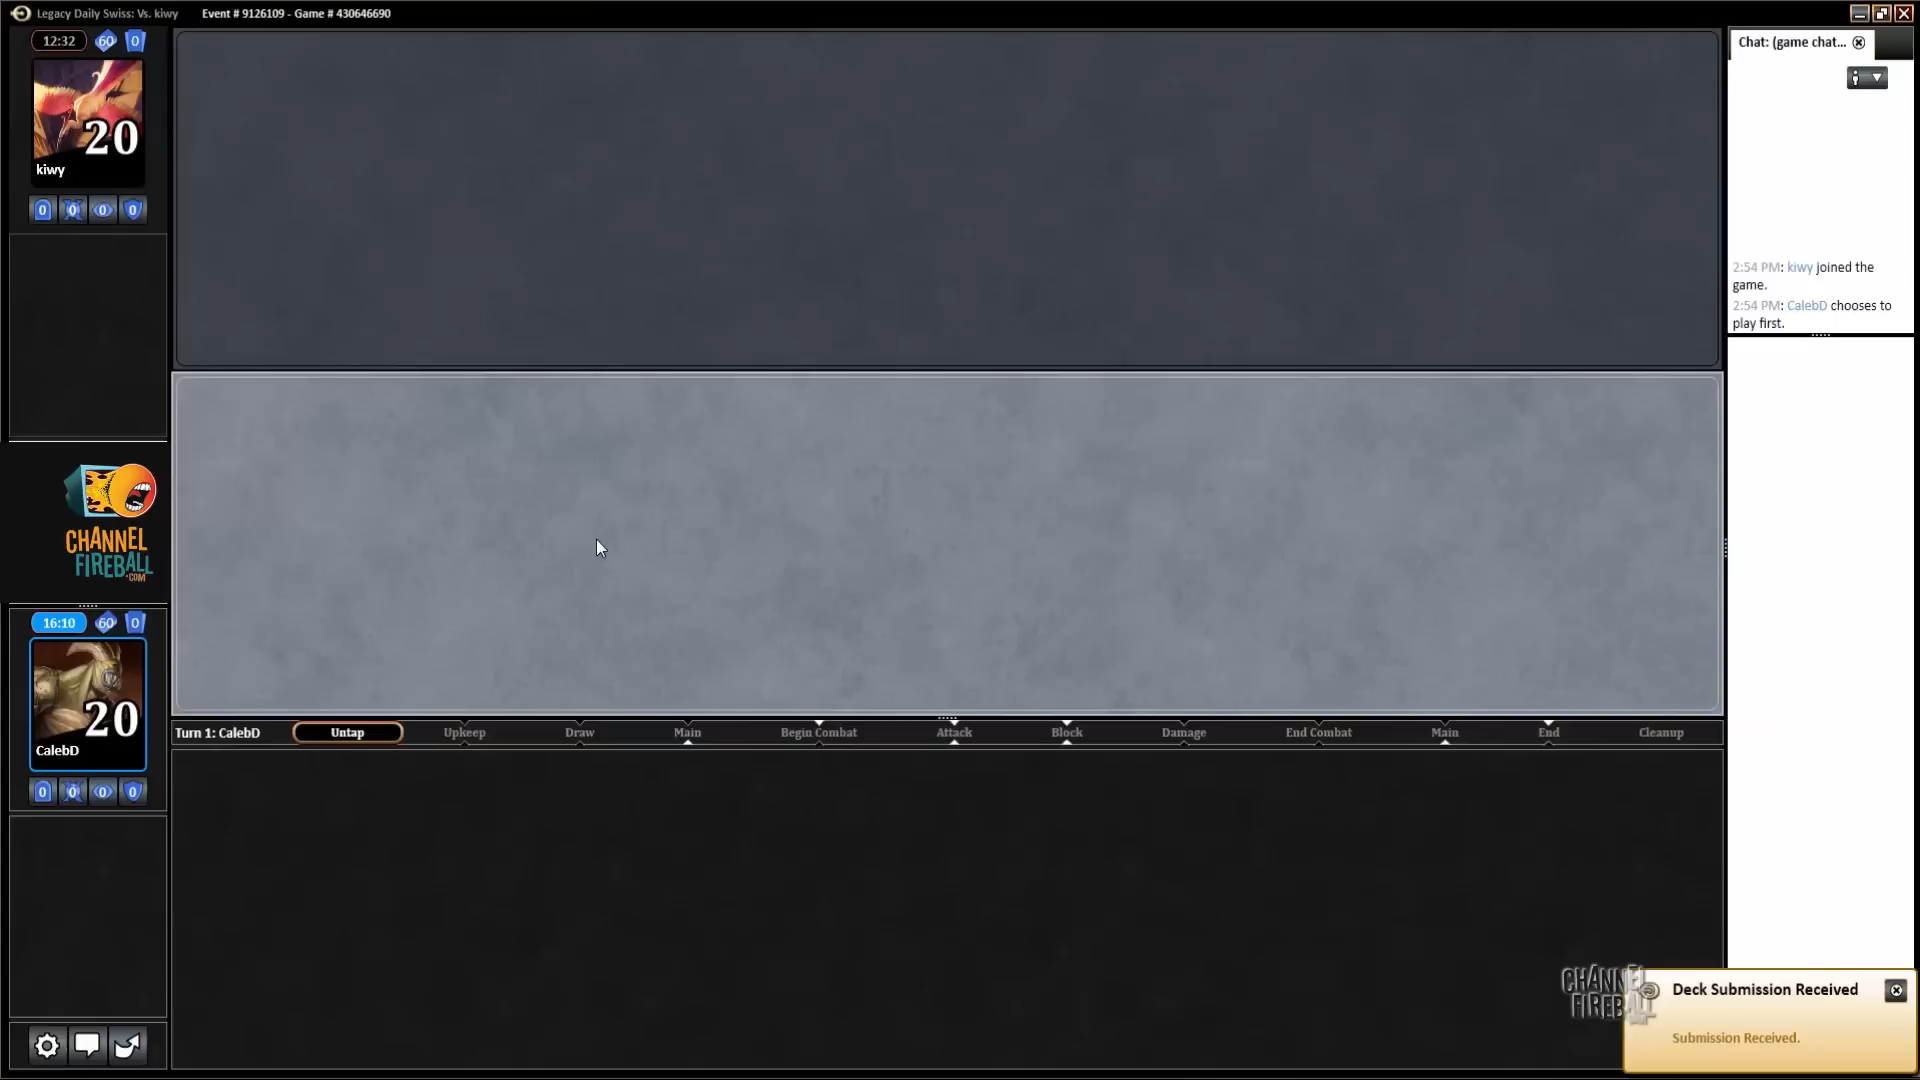 Legacy Daily Swiss: Vs. kiwy Event # 9126109 - Game # 430646690
12:32 60 0
20
kiwy
0 0 0 0
CHANNEL
FIREBALL
.COM
16:10 60 0
20
CalebD
0 0 0 0
Turn 1: CalebD Untap Upkeep Draw Main Begin Combat Attack Block Damage End Combat Main End Cleanup
Chat: (game chat...
2:54 PM: kiwy joined the
game.
2:54 PM: CalebD chooses to
play first.
CHANN
FIREBALL
Deck Submission Received
Submission Received.